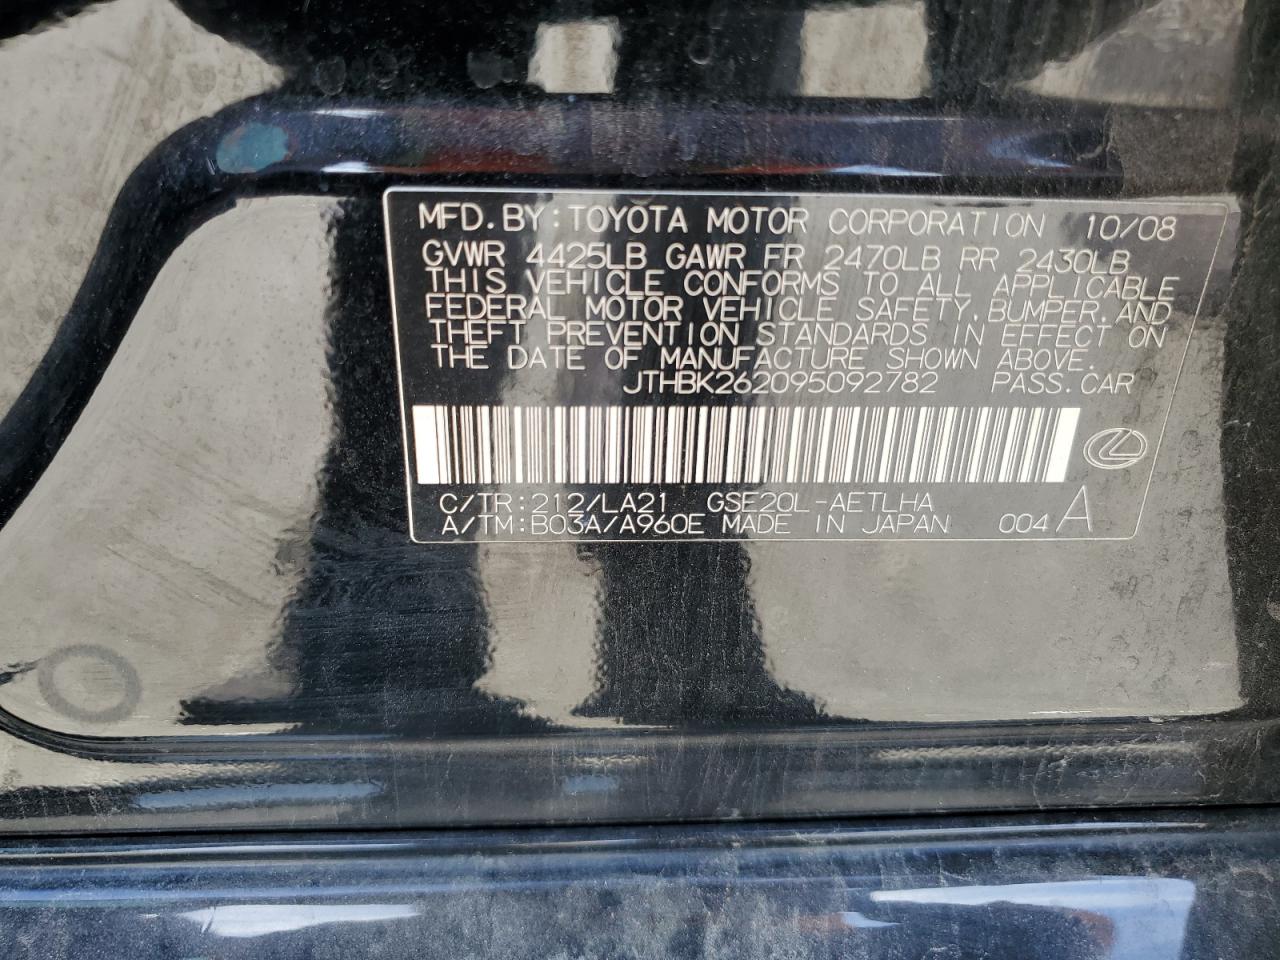 MFD. BY: TOYOTA MOTOR CORPORATION 10/08
GVWR 4425LB GAWR FR 2470LB RR 2430LB
THIS VEHICLE CONFORMS TO ALL APPLICABLE
FEDERAL MOTOR VEHICLE SAFETY, BUMPER, AND
THEFT PREVENTION STANDARDS IN EFFECT ON
THE DATE OF MANUFACTURE SHOWN ABOVE.
JTHBK262095092782 PASS. CAR
C/TR: 212/LA21 GSE20L-AETLHA
A/TM: B03A/A960E MADE IN JAPAN 004 A